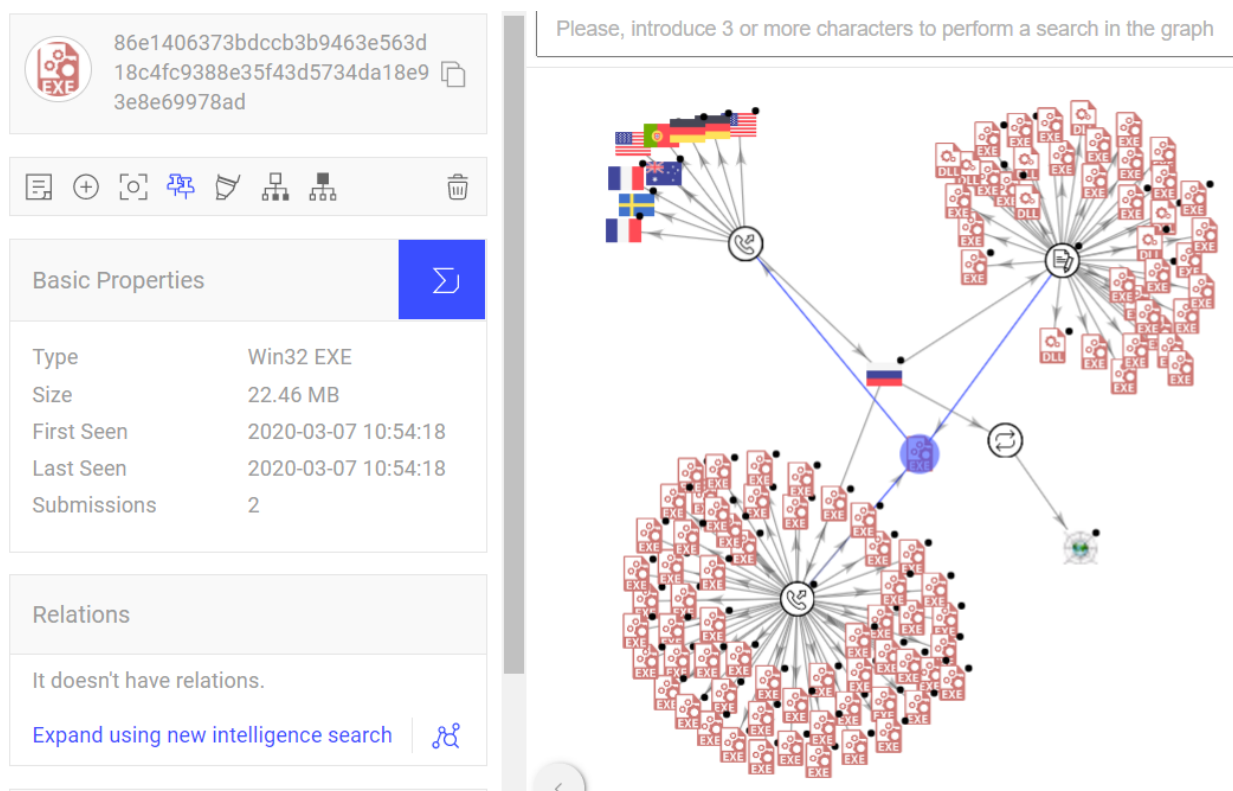 86e1406373bdccb3b9463e563d
18c4fc9388e35f43d5734da18e9
3e8e69978ad
EXE
Basic Properties
Type Win32 EXE
Size 22.46 MB
First Seen 2020-03-07 10:54:18
Last Seen 2020-03-07 10:54:18
Submissions 2
Relations
It doesn't have relations.
Expand using new intelligence search
Please, introduce 3 or more characters to perform a search in the graph
DLL
EXE